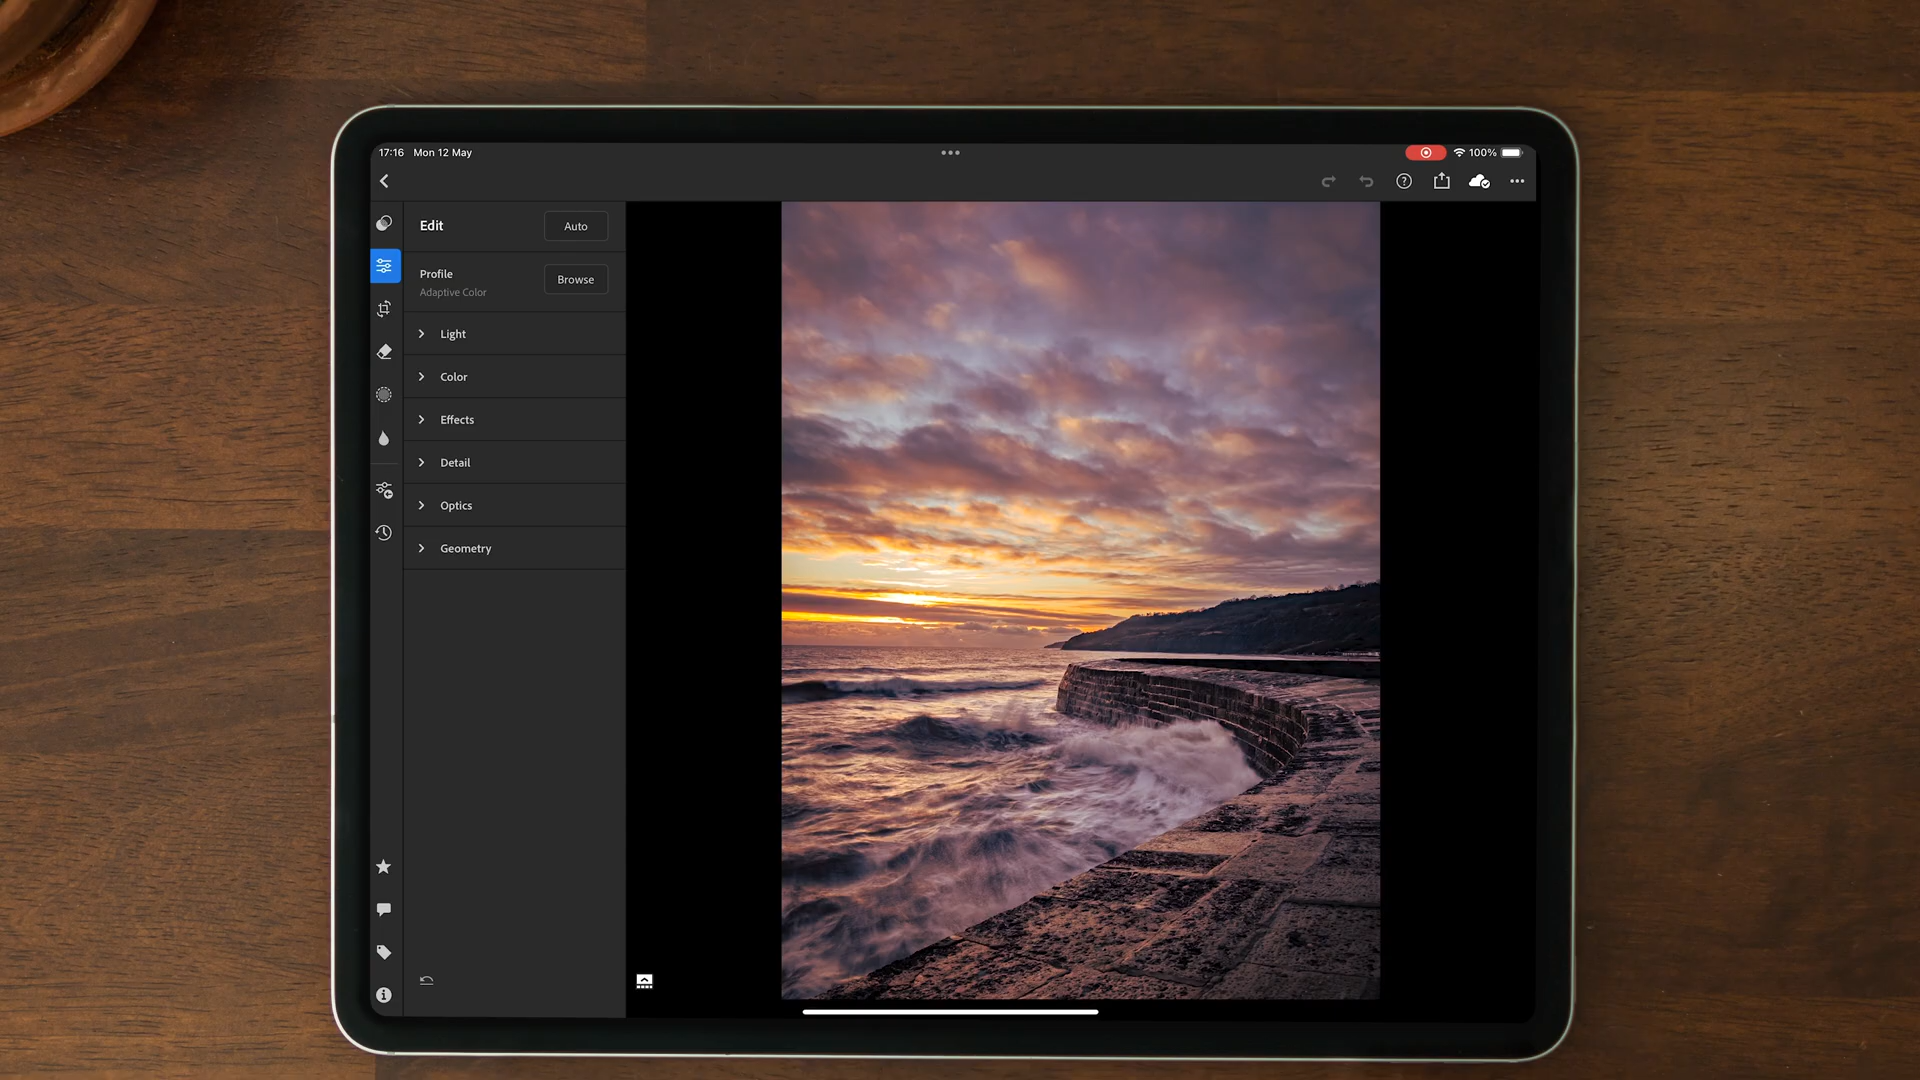 17:16 Mon 12 May
100%
Edit
Auto
Profile
Adaptive Color
Browse
Light
Color
Effects
Detail
Optics
Geometry